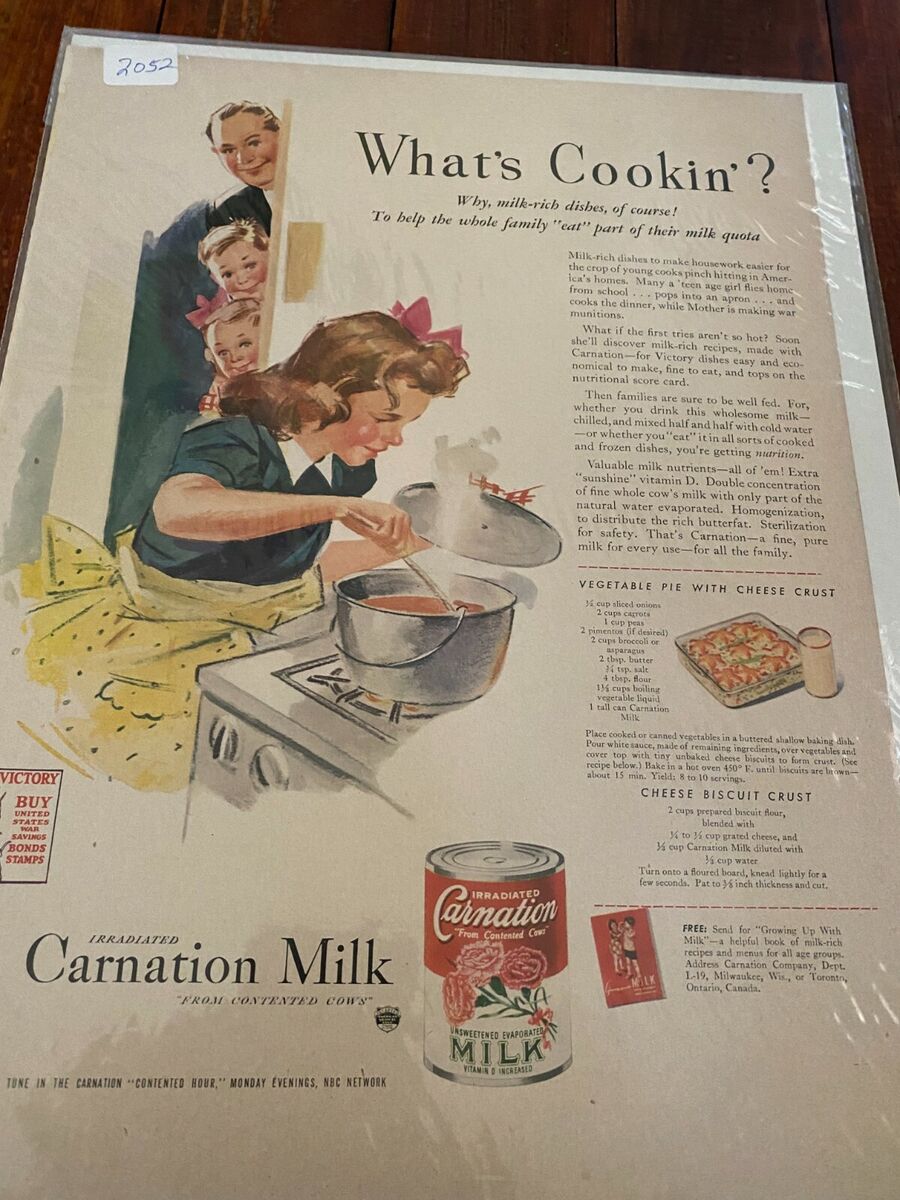 2052
What's Cookin'?
Why, milk-rich dishes, of course!
To help the whole family "eat" part of their milk quota
Milk-rich dishes to make housework easier for
the crop of young cooks pinch hitting in Amer-
ica's homes. Many a 'teen age girl flies home
from school . . . pops into an apron . . . and
cooks the dinner, while Mother is making war
munitions.
What if the first tries aren't so hot? Soon
she'll discover milk-rich recipes, made with
Carnation—for Victory dishes easy and eco-
nomical to make, fine to eat, and tops on the
nutritional score card.
Then families are sure to be well fed. For,
whether you drink this wholesome milk—
chilled, and mixed half and half with cold water
—or whether you "eat" it in all sorts of cooked
and frozen dishes, you're getting nutrition.
Valuable milk nutrients—all of 'em! Extra
"sunshine" vitamin D. Double concentration
of fine whole cow's milk with only part of the
natural water evaporated. Homogenization,
to distribute the rich butterfat. Sterilization
for safety. That's Carnation—a fine, pure
milk for every use—for all the family.
VEGETABLE PIE WITH CHEESE CRUST
cup sliced onions
2 cups carrots
1 cup peas
2 pimentos (if desired)
2 cups broccoli or
asparagus
2 tbsp. butter
tsp. salt
4 tbsp. flour
1½ cups boiling
vegetable liquid
1 tall can Carnation
Milk
Place cooked or canned vegetables in a buttered shallow baking dish.
Pour white sauce, made of remaining ingredients, over vegetables and
cover top with tiny unbaked cheese biscuits to form crust. (See
recipe below.) Bake in a hot oven 450° F. until biscuits are brown—
about 15 min. Yield: 8 to 10 servings.
CHEESE BISCUIT CRUST
2 cups prepared biscuit flour,
blended with
¼ to ½ cup grated cheese, and
cup Carnation Milk diluted with
cup water
Turn onto a floured board, knead lightly for a
few seconds. Pat to ⅜ inch thickness and cut.
VICTORY
BUY
UNITED
STATES
WAR
SAVINGS
BONDS
STAMPS
IRRADIATED
Carnation
"From Contented Cows"
UNSWEETENED EVAPORATED
MILK
VITAMIN D INCREASED
MILK
FREE: Send for "Growing Up With
Milk"—a helpful book of milk-rich
recipes and menus for all age groups.
Address Carnation Company, Dept.
L-19, Milwaukee, Wis., or Toronto,
Ontario, Canada.
IRRADIATED
Carnation Milk
"FROM CONTENTED COWS"
TUNE IN THE CARNATION "CONTENTED HOUR," MONDAY EVENINGS, NBC NETWORK